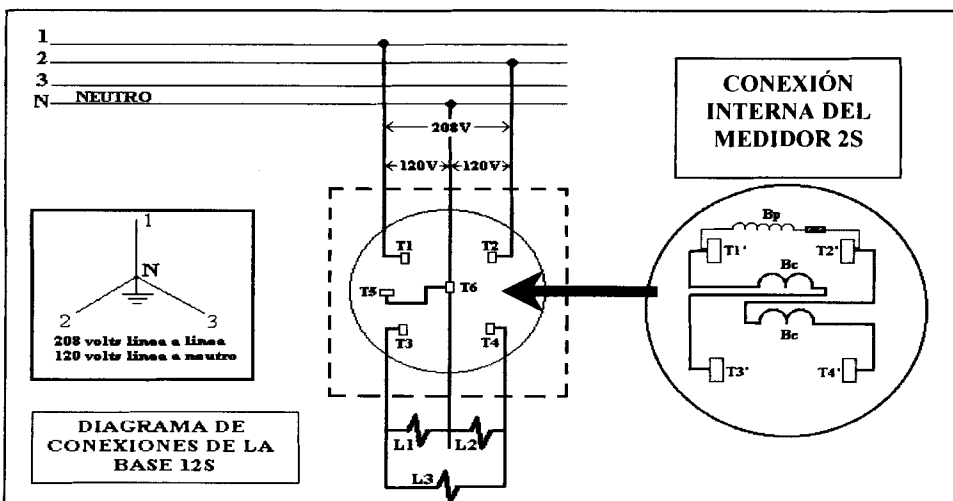 1
2
3
N NEUTRO
208V
120V 120V
CONEXIÓN
INTERNA DEL
MEDIDOR 2S
1
N
2
3
208 volts linea a linea
120 volts linea a neutro
T1
T2
T5
T6
T3
T4
L1
L2
L3
Bp
T1'
T2'
Bc
Bc
T3'
T4'
DIAGRAMA DE
CONEXIONES DE LA
BASE 12S